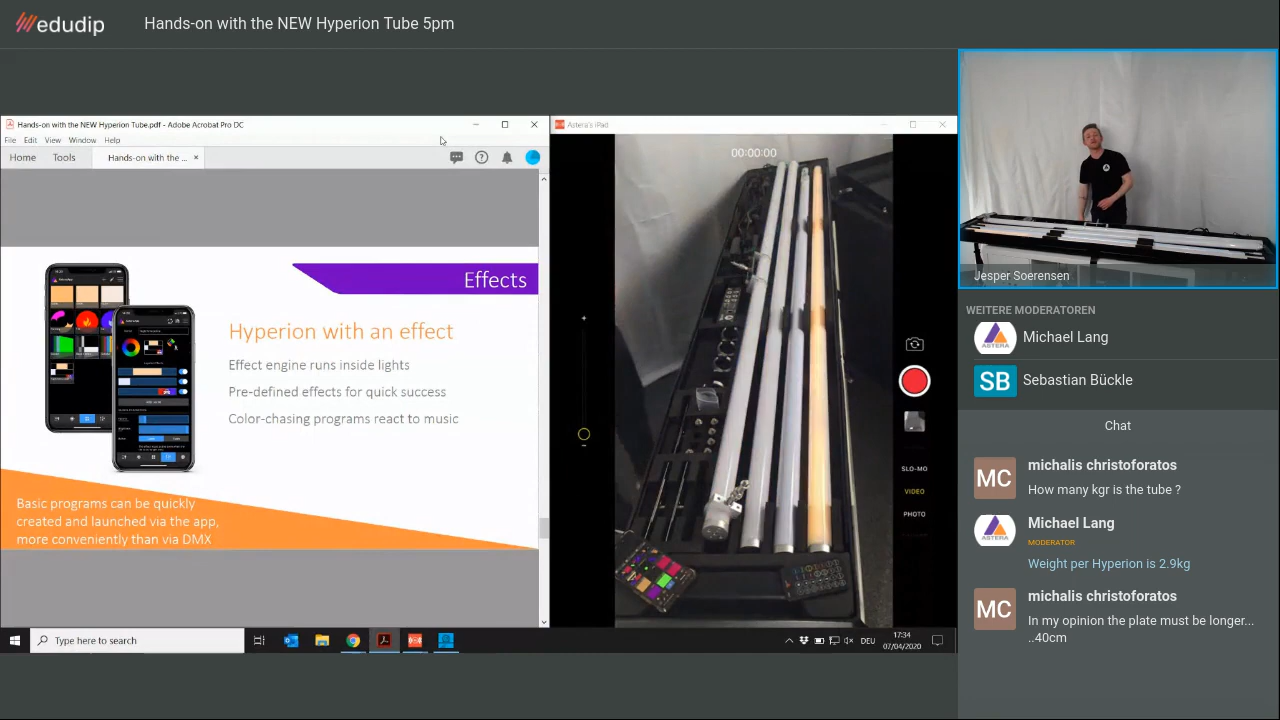 edudip
Hands-on with the NEW Hyperion Tube 5pm
Hands-on with the NEW Hyperion Tube.pdf - Adobe Acrobat Pro DC
File Edit View Window Help
Home Tools Hands-on with the ... ×
Effects
Hyperion with an effect
Effect engine runs inside lights
Pre-defined effects for quick success
Color-chasing programs react to music
Basic programs can be quickly
created and launched via the app,
more conveniently than via DMX
Astera's iPad
00:00:00
SLO-MO
VIDEO
PHOTO
Type here to search
DEU
17:34
07/04/2020
Jesper Soerensen
WEITERE MODERATOREN
ASTERA
Michael Lang
SB
Sebastian Bückle
Chat
MC
michalis christoforatos
How many kgr is the tube ?
ASTERA
Michael Lang
MODERATOR
Weight per Hyperion is 2.9kg
MC
michalis christoforatos
In my opinion the plate must be longer...
..40cm